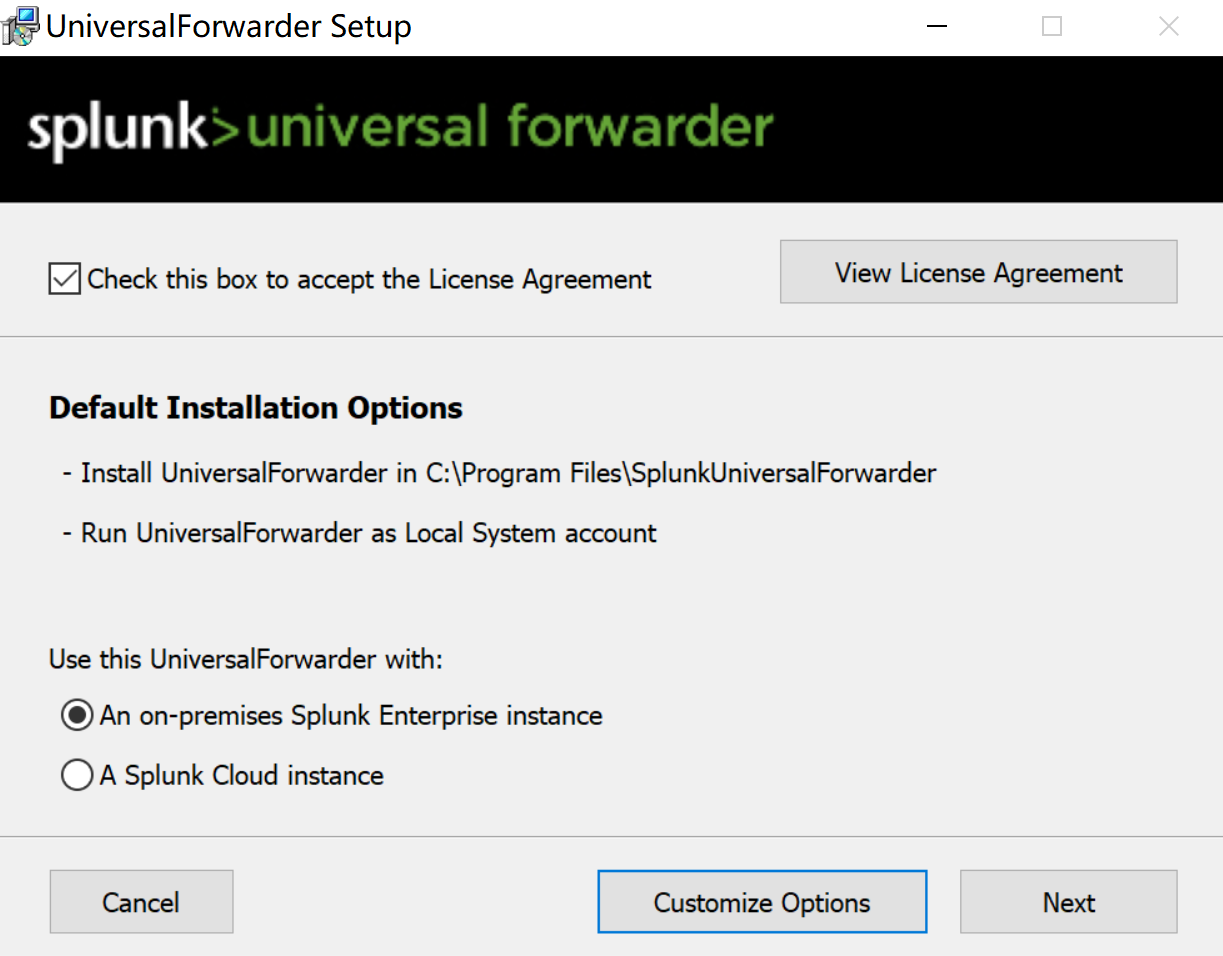 UniversalForwarder Setup
splunk> universal forwarder
Check this box to accept the License Agreement
View License Agreement
Default Installation Options
- Install UniversalForwarder in C:\Program Files\SplunkUniversalForwarder
- Run UniversalForwarder as Local System account
Use this UniversalForwarder with:
An on-premises Splunk Enterprise instance
A Splunk Cloud instance
Cancel
Customize Options
Next